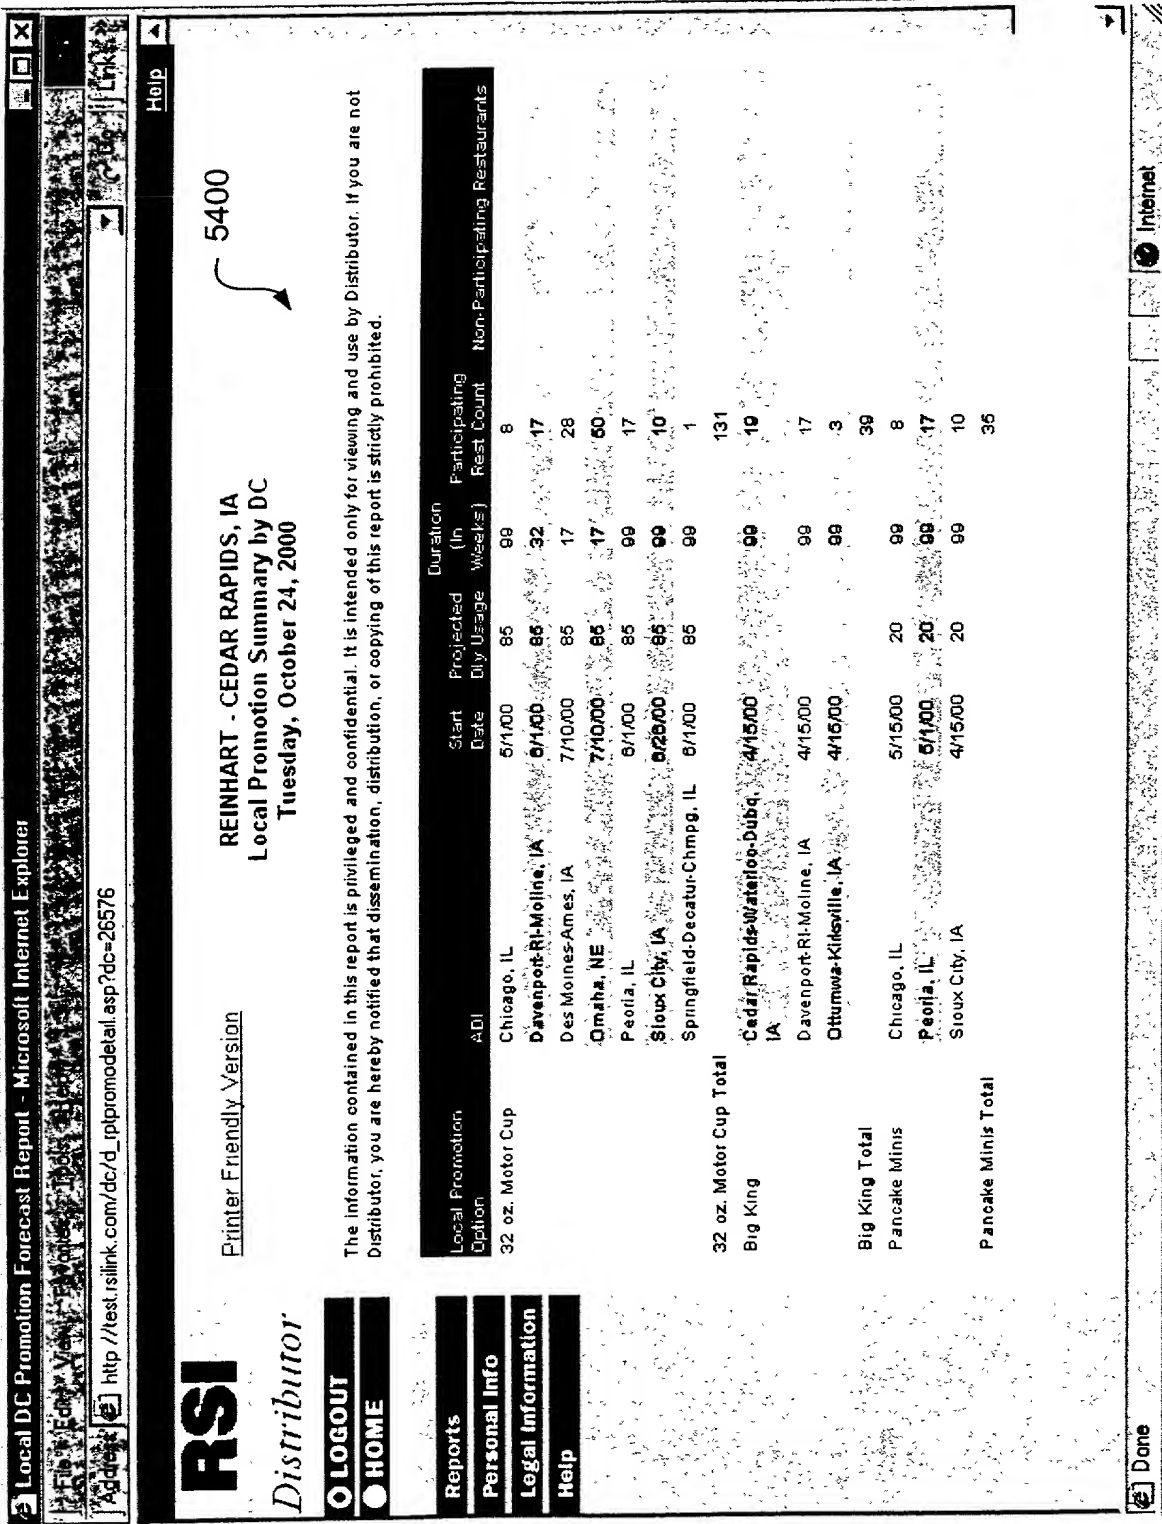 Local DC Promotion Forecast Report - Microsoft Internet Explorer
File Edit View Favorites Tools Help
Address http //test.rsilink.com/dc/d_rptpromodetail.asp?dc=26576 Go Links
Help
RSI
Distributor
LOGOUT
HOME
Reports
Personal Info
Legal Information
Help
Printer Friendly Version
REINHART - CEDAR RAPIDS, IA
Local Promotion Summary by DC
Tuesday, October 24, 2000
5400
The information contained in this report is privileged and confidential. It is intended only for viewing and use by Distributor. If you are not
Distributor, you are hereby notified that dissemination, distribution, or copying of this report is strictly prohibited.
Local Promotion Option ADI Start Date Projected Dly Usage Duration (In Weeks) Participating Rest Count Non-Participating Restaurants
32 oz. Motor Cup Chicago, IL 5/1/00 85 99 8
Davenport-RI-Moline, IA 6/1/00 85 32 17
Des Moines-Ames, IA 7/10/00 85 17 28
Omaha, NE 7/10/00 85 17 50
Peoria, IL 6/1/00 85 99 17
Sioux City, IA 85 99 10
Springfield-Decatur-Chmpg, IL 6/1/00 85 99 1
32 oz. Motor Cup Total 131
Big King Cedar Rapids-Waterloo-Dubq, IA 4/15/00 99 19
Davenport-RI-Moline, IA 4/15/00 99 17
Ottumwa-Kirksville, IA 4/15/00 99 3
Big King Total 39
Pancake Minis Chicago, IL 5/15/00 20 99 8
Peoria, IL 5/1/00 20 99 17
Sioux City, IA 4/15/00 20 99 10
Pancake Minis Total 35
Done Internet